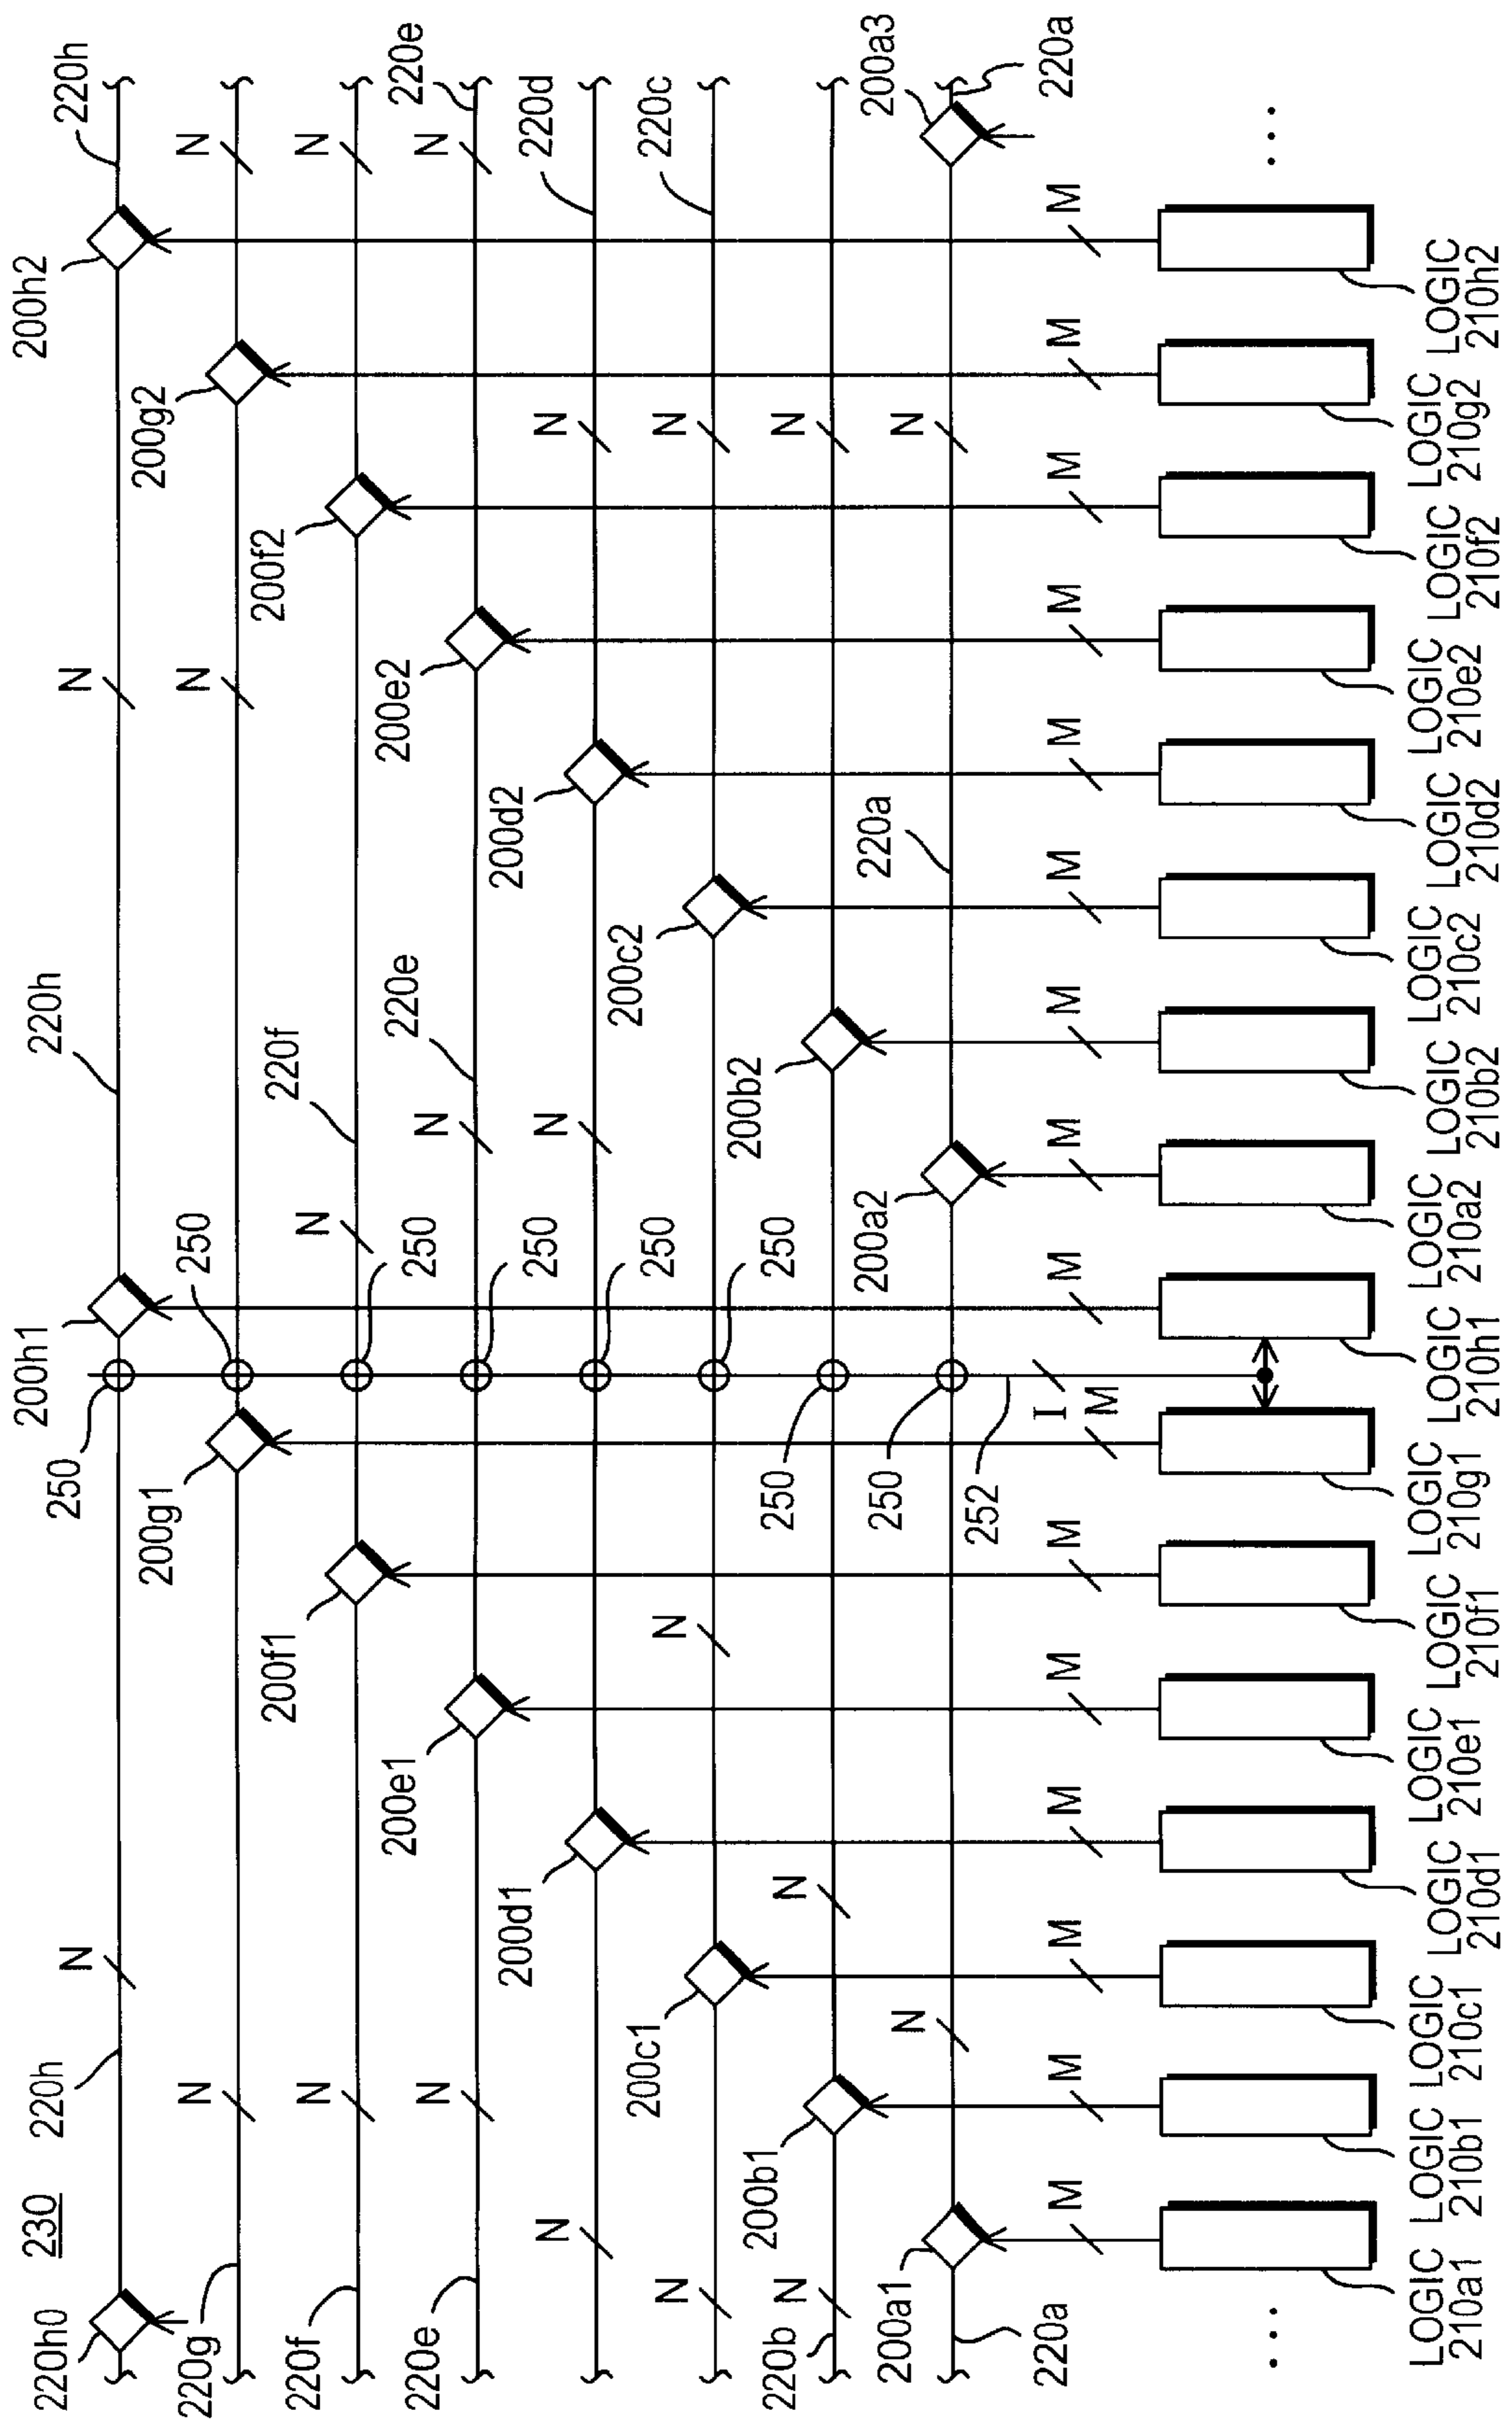 230
220h0
220h
200h1
220h
200h2
N
250
N
220h
220g
N
200g1
250
N
200g2
N
220f
N
200f1
N
250
220f
200f2
N
220e
N
200e1
250
N
220e
200e2
N
220e
N
200d1
250
N
200d2
N
220d
N
200c1
N
250
200c2
N
220c
220b
N
200b1
N
250
200b2
N
200a1
N
250
200a2
220a
N
200a3
220a
252
220a
M
M
M
M
M
M
M
I
M
M
M
M
M
M
M
M
M
...
...
LOGIC
210a1
LOGIC
210b1
LOGIC
210c1
LOGIC
210d1
LOGIC
210e1
LOGIC
210f1
LOGIC
210g1
LOGIC
210h1
LOGIC
210a2
LOGIC
210b2
LOGIC
210c2
LOGIC
210d2
LOGIC
210e2
LOGIC
210f2
LOGIC
210g2
LOGIC
210h2